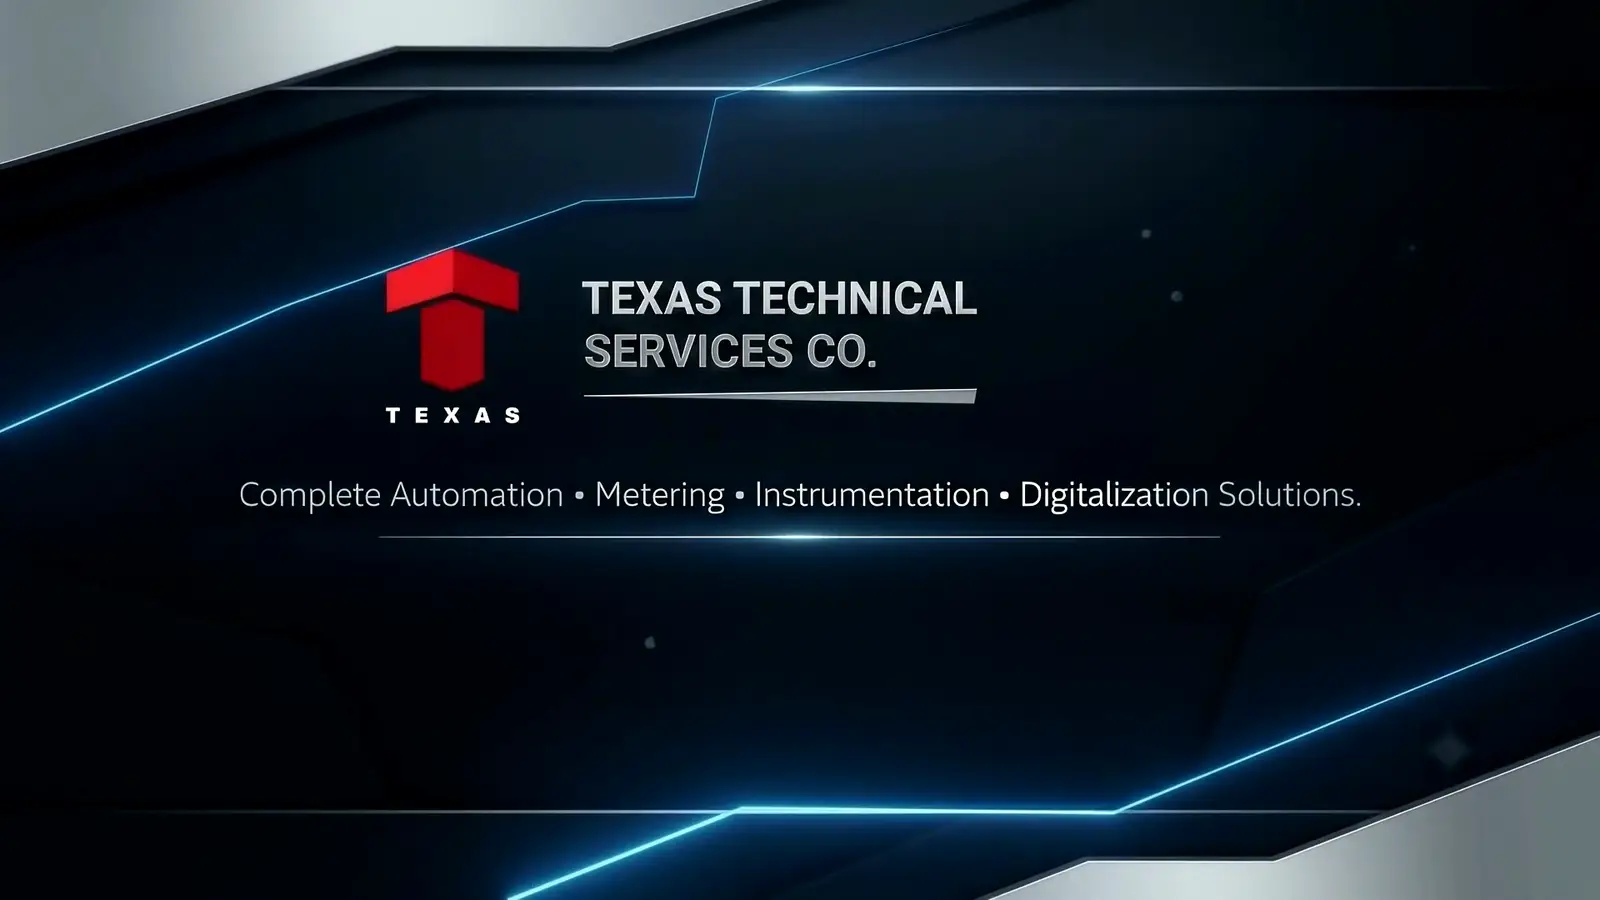 TEXAS
TEXAS TECHNICAL
SERVICES CO.
Complete Automation • Metering • Instrumentation • Digitalization Solutions.